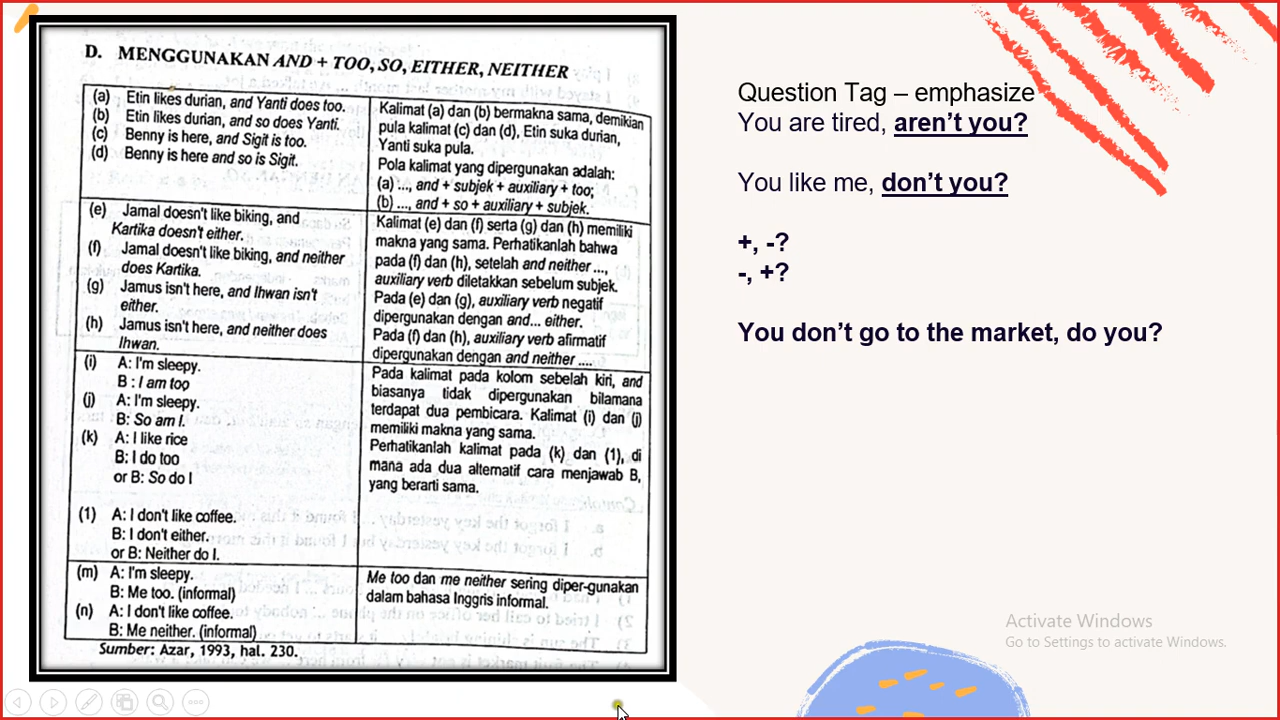 D. MENGGUNAKAN AND + TOO, SO, EITHER, NEITHER
(a) Etin likes durian, and Yanti does too.
(b) Etin likes durian, and so does Yanti.
(c) Benny is here, and Sigit is too.
(d) Benny is here and so is Sigit.
Kalimat (a) dan (b) bermakna sama, demikian
pula kalimat (c) dan (d), Etin suka durian,
Yanti suka pula.
Pola kalimat yang dipergunakan adalah:
(a) ..., and + subjek + auxiliary + too;
(b) ..., and + so + auxiliary + subjek.
(e) Jamal doesn't like biking, and
Kartika doesn't either.
(f) Jamal doesn't like biking, and neither
does Kartika.
(g) Jamus isn't here, and Ihwan isn't
either.
(h) Jamus isn't here, and neither does
Ihwan.
Kalimat (e) dan (f) serta (g) dan (h) memiliki
makna yang sama. Perhatikanlah bahwa
pada (f) dan (h), setelah and neither ...,
auxiliary verb diletakkan sebelum subjek.
Pada (e) dan (g), auxiliary verb negatif
dipergunakan dengan and... either.
Pada (f) dan (h), auxiliary verb afirmatif
dipergunakan dengan and neither ....
(i) A: I'm sleepy.
B : I am too
(j) A: I'm sleepy.
B: So am I.
(k) A: I like rice
B: I do too
or B: So do I
(1) A: I don't like coffee.
B: I don't either.
or B: Neither do I.
Pada kalimat pada kolom sebelah kiri, and
biasanya tidak dipergunakan bilamana
terdapat dua pembicara. Kalimat (i) dan (j)
memiliki makna yang sama.
Perhatikanlah kalimat pada (k) dan (1), di
mana ada dua alternatif cara menjawab B,
yang berarti sama.
(m) A: I'm sleepy.
B: Me too. (informal)
(n) A: I don't like coffee.
B: Me neither. (informal)
Me too dan me neither sering diper-gunakan
dalam bahasa Inggris informal.
Sumber: Azar, 1993, hal. 230.
Question Tag – emphasize
You are tired, aren't you?
You like me, don't you?
+, -?
-, +?
You don't go to the market, do you?
Activate Windows
Go to Settings to activate Windows.